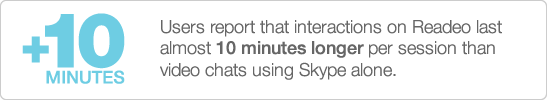 +10
MINUTES
Users report that interactions on Readeo last
almost 10 minutes longer per session than
video chats using Skype alone.